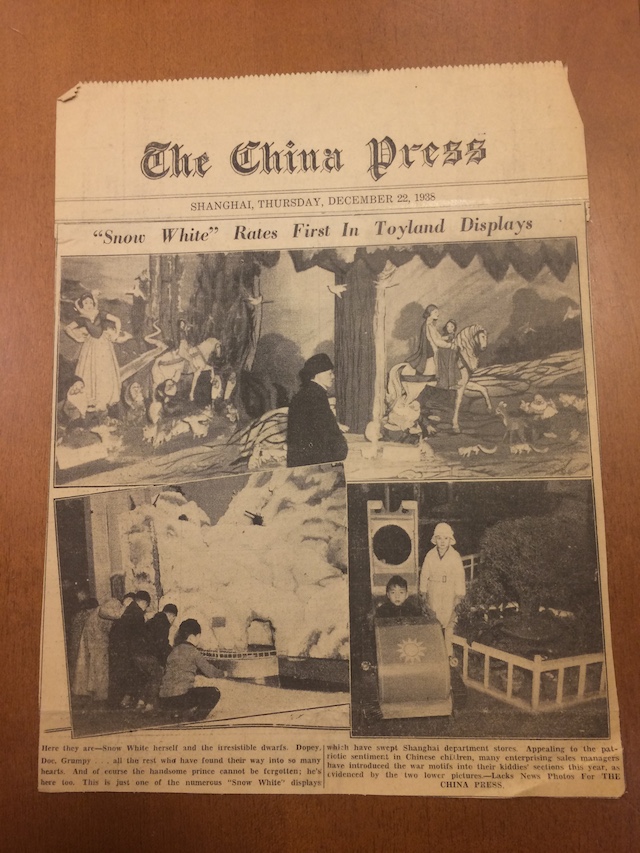 The China Press
SHANGHAI, THURSDAY, DECEMBER 22, 1938
“Snow White” Rates First In Toyland Displays
Here they are—Snow White herself and the irresistible dwarfs. Dopey,
Doc, Grumpy . . . all the rest who have found their way into so many
hearts. And of course the handsome prince cannot be forgotten; he's
here too. This is just one of the numerous “Snow White” displays
which have swept Shanghai department stores. Appealing to the pat-
riotic sentiment in Chinese children, many enterprising sales managers
have introduced the war motifs into their kiddies' sections this year, as
evidenced by the two lower pictures.—Lacks News Photos For THE
CHINA PRESS.